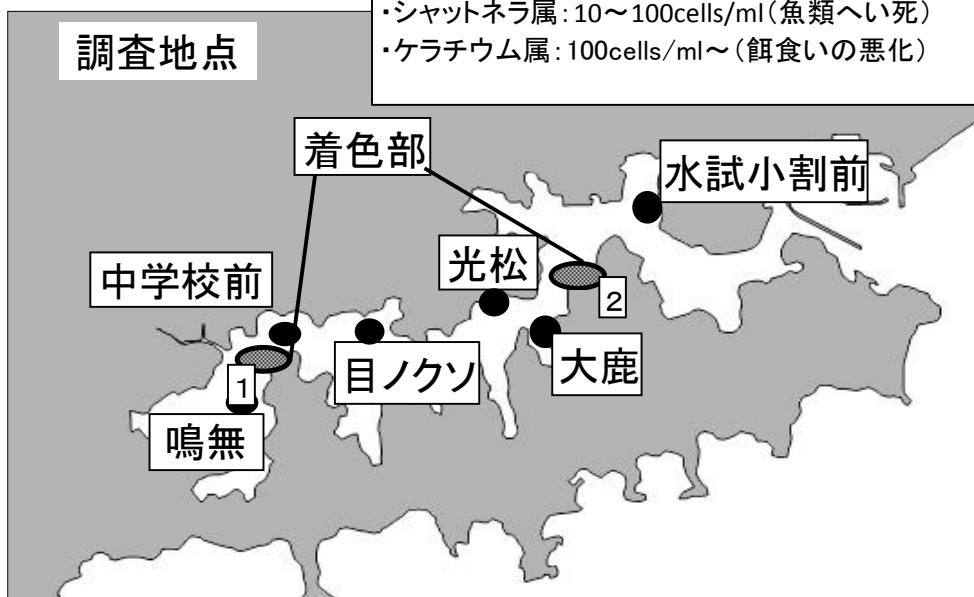 ・シャットネラ属:10～100cells/ml(魚類へい死)
・ケラチウム属:100cells/ml～(餌食いの悪化)
調査地点
着色部
水試小割前
光松
中学校前
2
目ノクソ
大鹿
1
鳴無